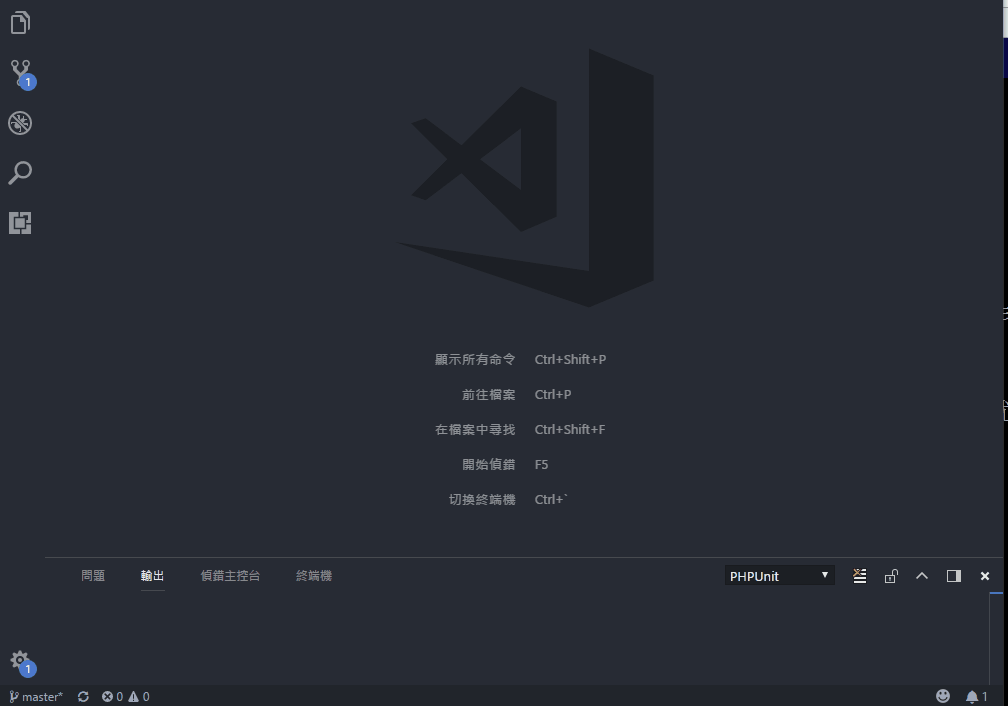 1
顯示所有命令 Ctrl+Shift+P
前往檔案 Ctrl+P
在檔案中尋找 Ctrl+Shift+F
開始偵錯 F5
切換終端機 Ctrl+`
問題 輸出 偵錯主控台 終端機 PHPUnit
1
master* 0 0 1